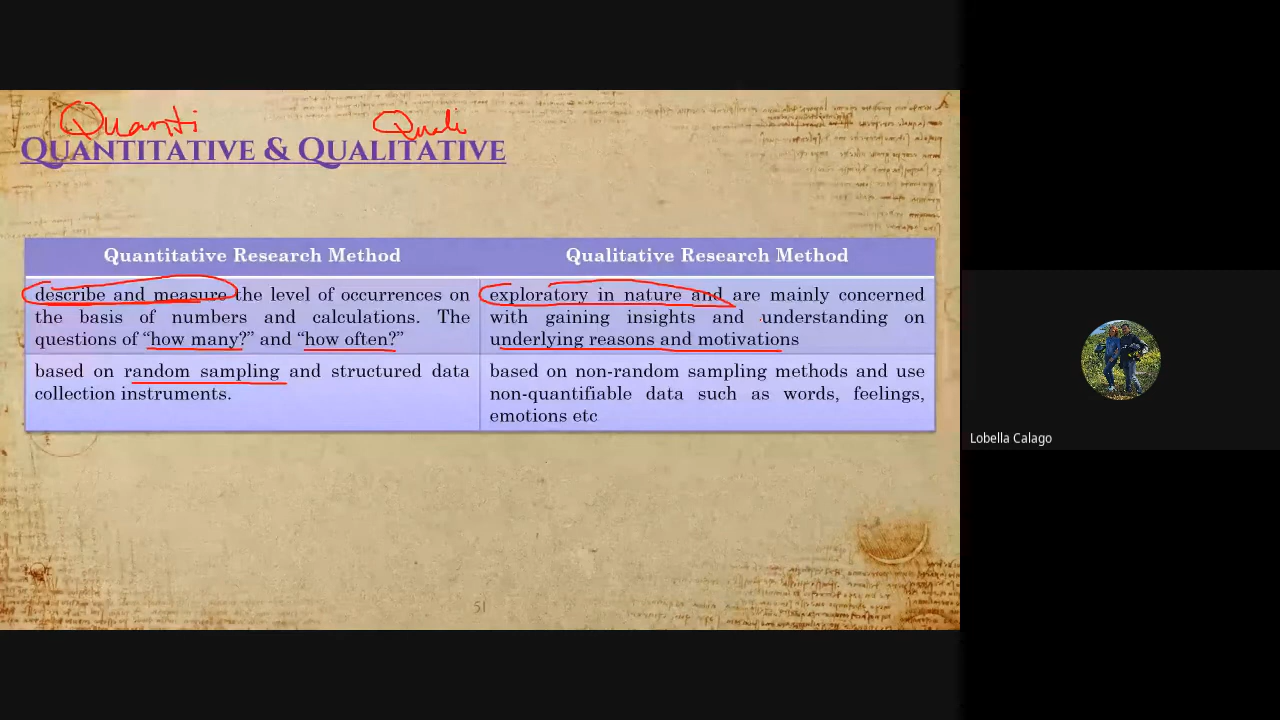 Quanti Quali
QUANTITATIVE & QUALITATIVE
Quantitative Research Method
Qualitative Research Method
describe and measure the level of occurrences on
the basis of numbers and calculations. The
questions of “how many?” and “how often?”
exploratory in nature and are mainly concerned
with gaining insights and understanding on
underlying reasons and motivations
based on random sampling and structured data
collection instruments.
based on non-random sampling methods and use
non-quantifiable data such as words, feelings,
emotions etc
51
Lobella Calago